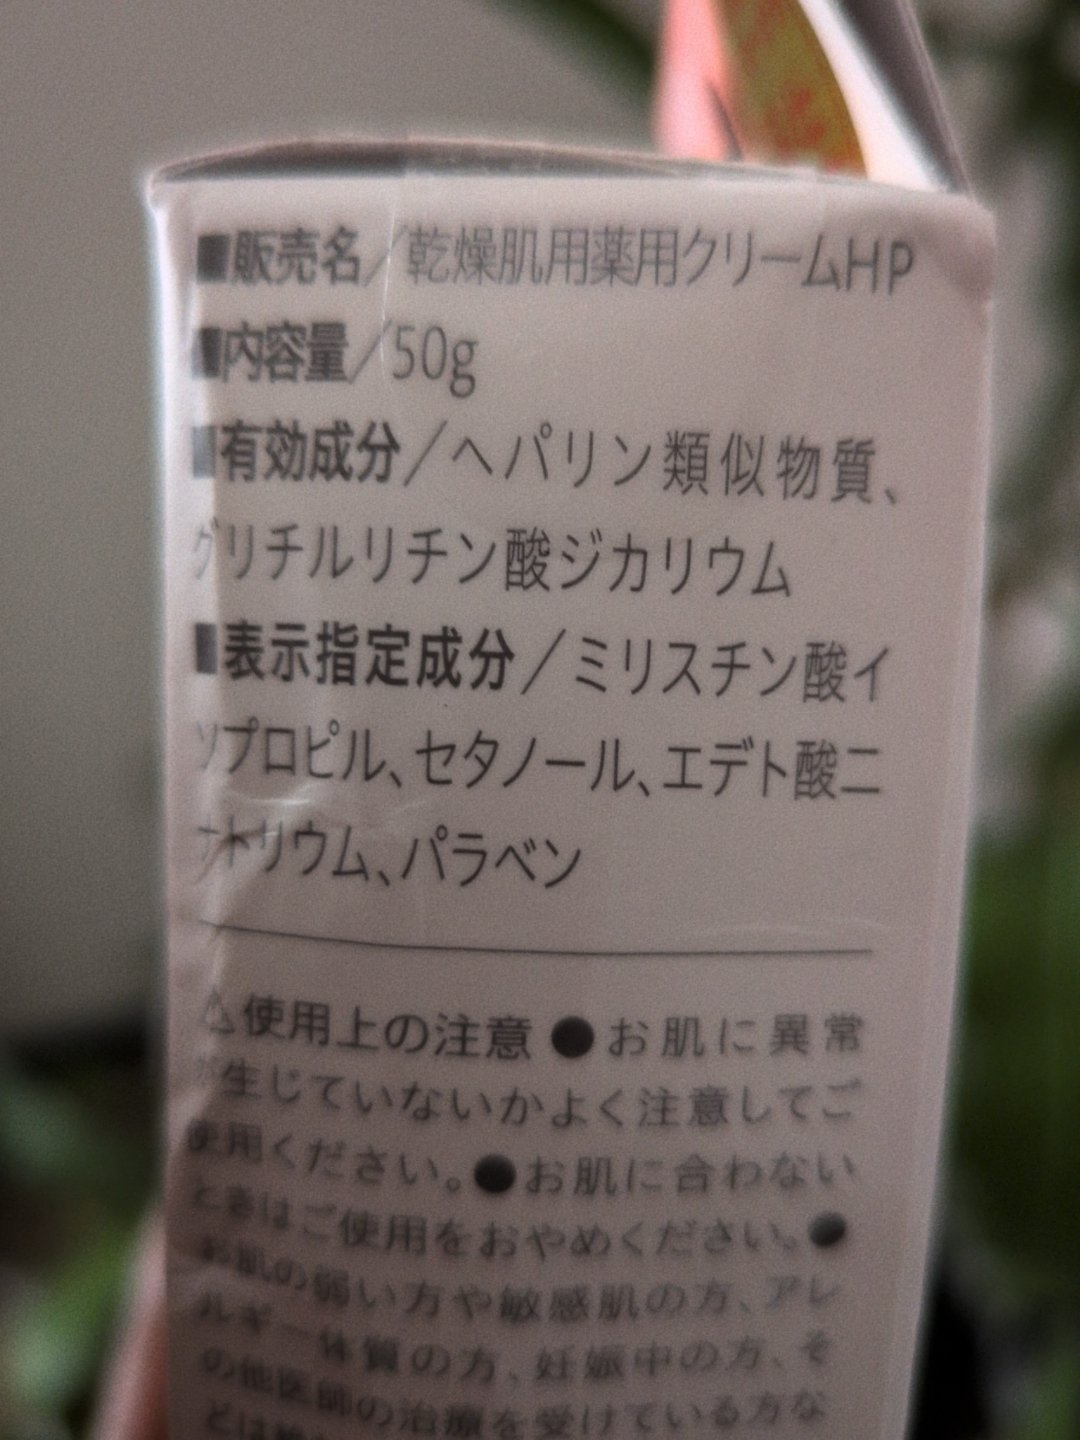 ■販売名／乾燥肌用薬用クリームHP
■内容量／50g
■有効成分／ヘパリン類似物質、
グリチルリチン酸ジカリウム
■表示指定成分／ミリスチン酸イ
ソプロピル、セタノール、エデト酸二
ナトリウム、パラベン
⚠使用上の注意 ●お肌に異常
が生じていないかよく注意してご
使用ください。●お肌に合わない
ときはご使用をおやめください。●
お肌の弱い方や敏感肌の方、アレ
ルギー体質の方、妊娠中の方、そ
の他医師の治療を受けている方な
どは